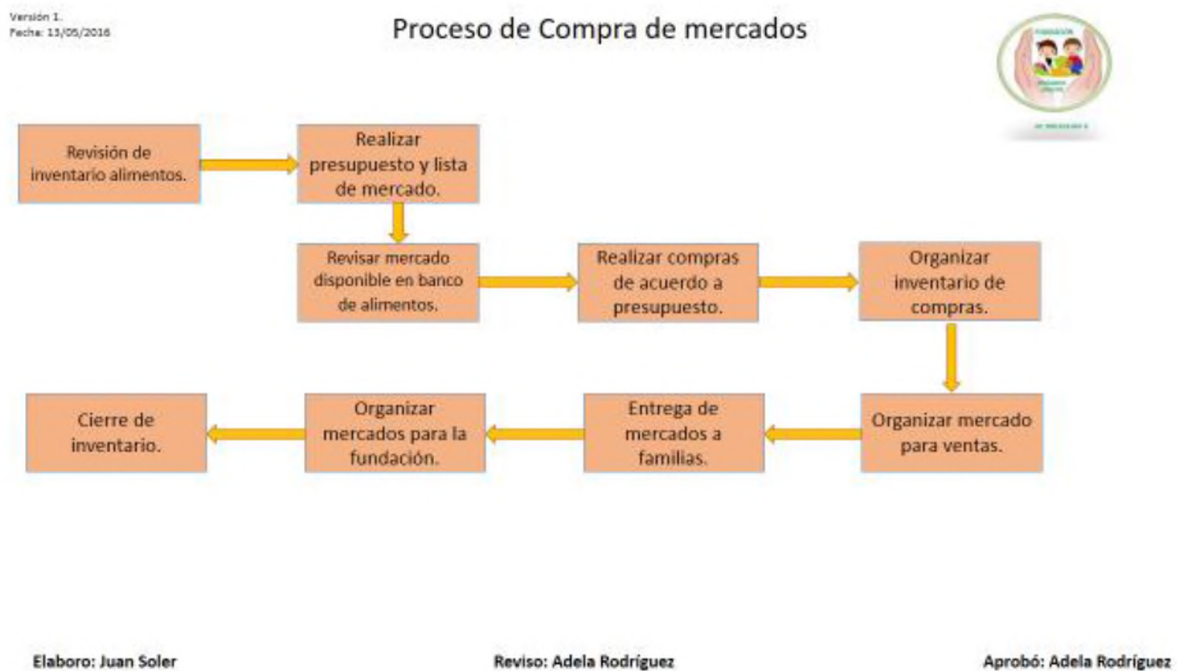 Versión 1.
Fecha: 13/05/2016
Proceso de Compra de mercados
FUNDACIÓN
Revisión de
inventario alimentos.
Realizar
presupuesto y lista
de mercado.
Revisar mercado
disponible en banco
de alimentos.
Realizar compras
de acuerdo a
presupuesto.
Organizar
inventario de
compras.
Organizar mercado
para ventas.
Entrega de
mercados a
familias.
Organizar
mercados para la
fundación.
Cierre de
inventario.
Elaboro: Juan Soler
Reviso: Adela Rodríguez
Aprobó: Adela Rodríguez